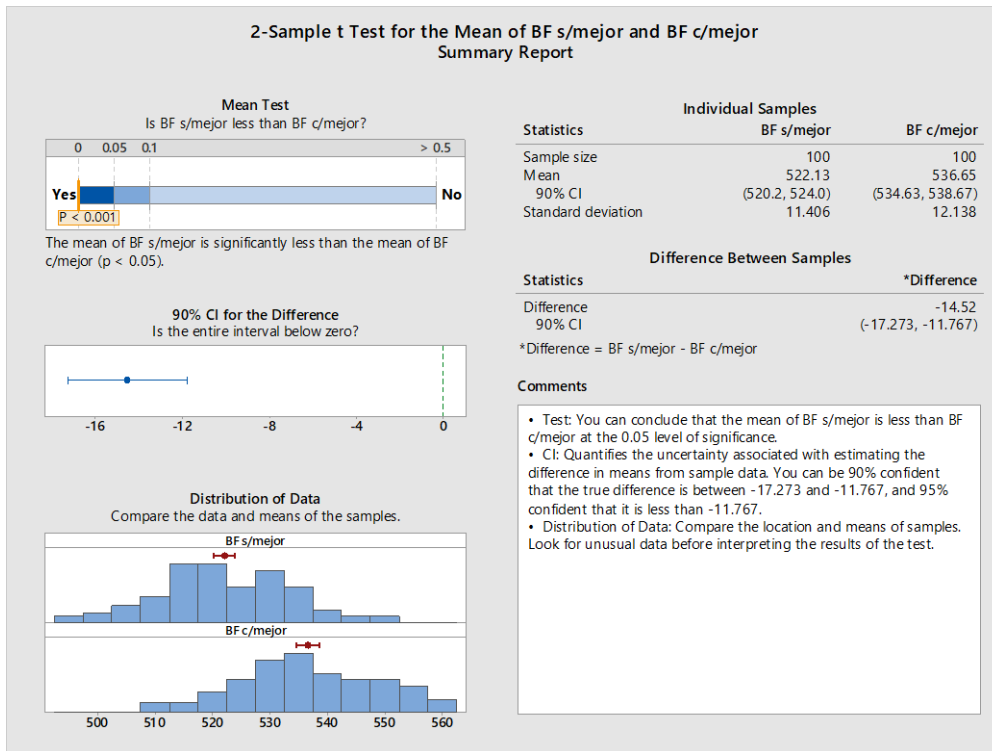 2-Sample t Test for the Mean of BF s/mejor and BF c/mejor
Summary Report
Mean Test
Is BF s/mejor less than BF c/mejor?
0 0.05 0.1 > 0.5
Yes No
P < 0.001
The mean of BF s/mejor is significantly less than the mean of BF
c/mejor (p < 0.05).
90% CI for the Difference
Is the entire interval below zero?
-16 -12 -8 -4 0
Distribution of Data
Compare the data and means of the samples.
BF s/mejor
BF c/mejor
500 510 520 530 540 550 560
Individual Samples
Statistics BF s/mejor BF c/mejor
Sample size 100 100
Mean 522.13 536.65
90% CI (520.2, 524.0) (534.63, 538.67)
Standard deviation 11.406 12.138
Difference Between Samples
Statistics *Difference
Difference -14.52
90% CI (-17.273, -11.767)
*Difference = BF s/mejor - BF c/mejor
Comments
• Test: You can conclude that the mean of BF s/mejor is less than BF
c/mejor at the 0.05 level of significance.
• CI: Quantifies the uncertainty associated with estimating the
difference in means from sample data. You can be 90% confident
that the true difference is between -17.273 and -11.767, and 95%
confident that it is less than -11.767.
• Distribution of Data: Compare the location and means of samples.
Look for unusual data before interpreting the results of the test.